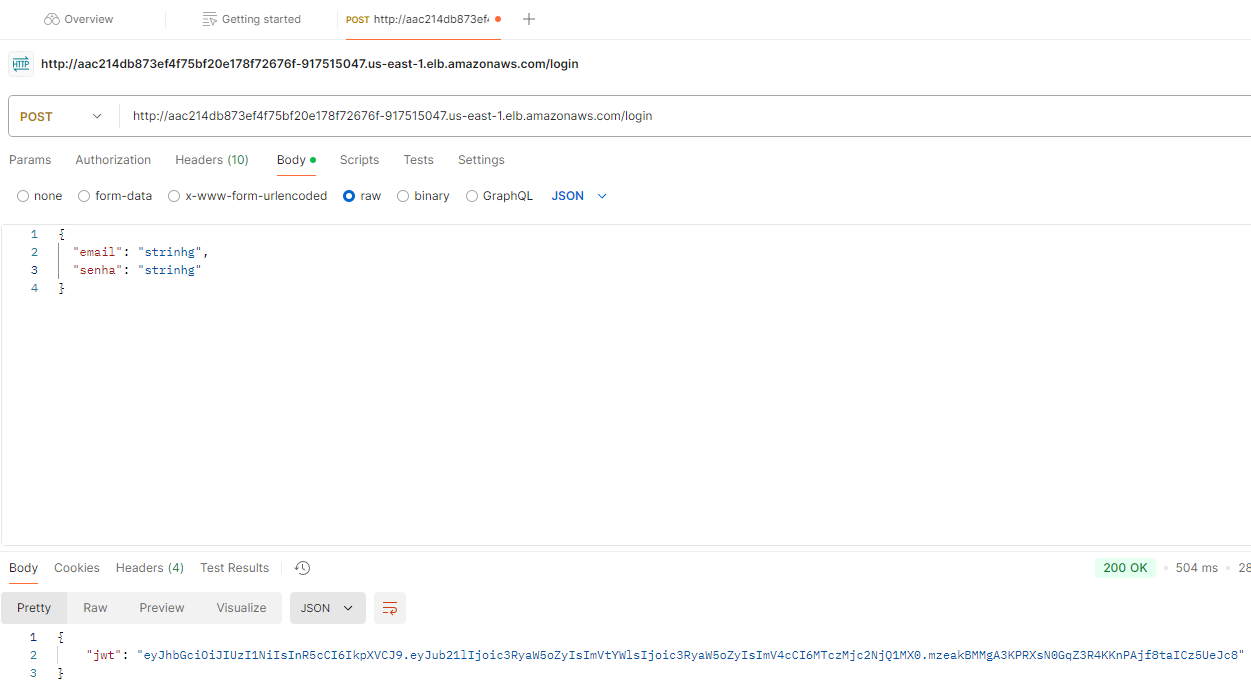 Overview Getting started POST http://aac214db873ef4
HTTP http://aac214db873ef4f75bf20e178f72676f-917515047.us-east-1.elb.amazonaws.com/login
POST http://aac214db873ef4f75bf20e178f72676f-917515047.us-east-1.elb.amazonaws.com/login
Params Authorization Headers (10) Body Scripts Tests Settings
none form-data x-www-form-urlencoded raw binary GraphQL JSON
1 {
2 "email": "strinhg",
3 "senha": "strinhg"
4 }
Body Cookies Headers (4) Test Results 200 OK 504 ms 28
Pretty Raw Preview Visualize JSON
1 {
2 "jwt": "eyJhbGciOiJIUzI1NiIsInR5cCI6IkpXVCJ9.eyJub21lIjoic3RyaW5oZyIsImVtYWlsIjoic3RyaW5oZyIsImV4cCI6MTczMjc2NjQ1MX0.mzeakBMMgA3KPRXsN0GqZ3R4KKnPAjf8taICz5UeJc8"
3 }